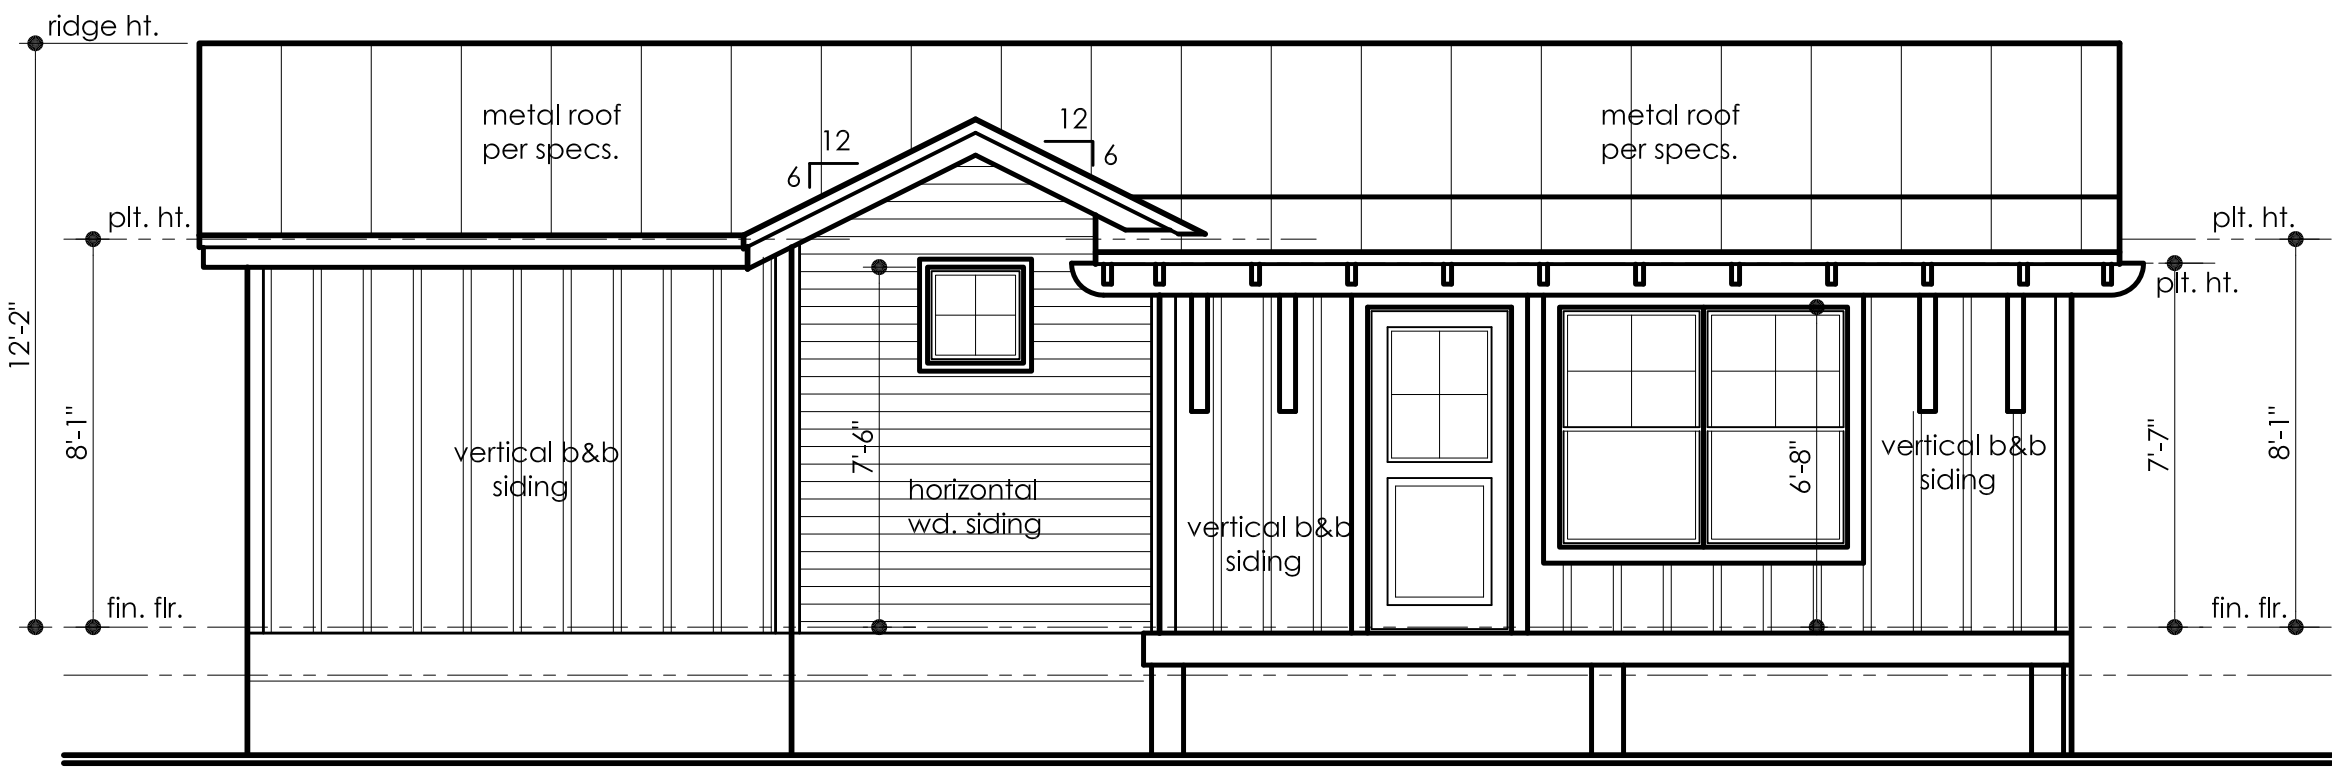 ridge ht.
metal roof
per specs.
12
6
12
6
metal roof
per specs.
plt. ht.
plt. ht.
plt. ht.
12'-2"
8'-1"
vertical b&b
siding
7'-6"
horizontal
wd. siding
vertical b&b
siding
6'-8"
vertical b&b
siding
7'-7"
8'-1"
fin. flr.
fin. flr.